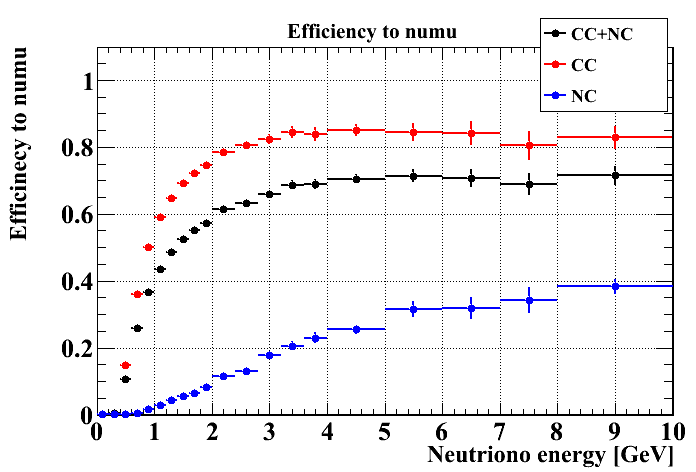 Efficiency to numu
CC+NC
CC
NC
Efficinecy to numu
1
0.8
0.6
0.4
0.2
0
0 1 2 3 4 5 6 7 8 9 10
Neutriono energy [GeV]